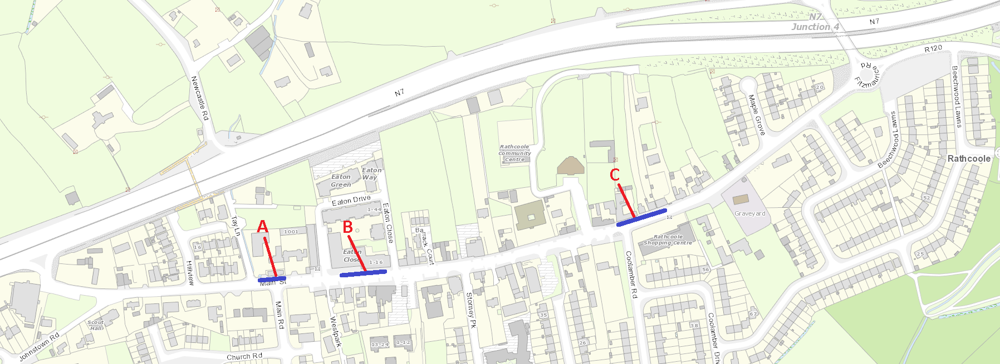 N7
Junction 4
N7
R120
Fitzmaurice Rd
Beechwood Lawns
20
Newcastle Rd
N7
Maple Grove
Beechwood Lawns
Rathcoole
Community
Centre
Rathcoole
Eaton
Way
Eaton
Green
C
Eaton Drive
52
1-44
Graveyard
Tay Ln
Eaton Close
A
B
1001
Barrack Court
Rathcoole
Shopping Centre
16
Eaton
Close
1-16
25
Hillview
Coolamber Rd
56
Main St
Main Rd
Westpark
Storney Pk
35
Scout
Hall
67
38
Coolamber Driv
Johnstown Rd
13-24
1-12
26
Church Rd